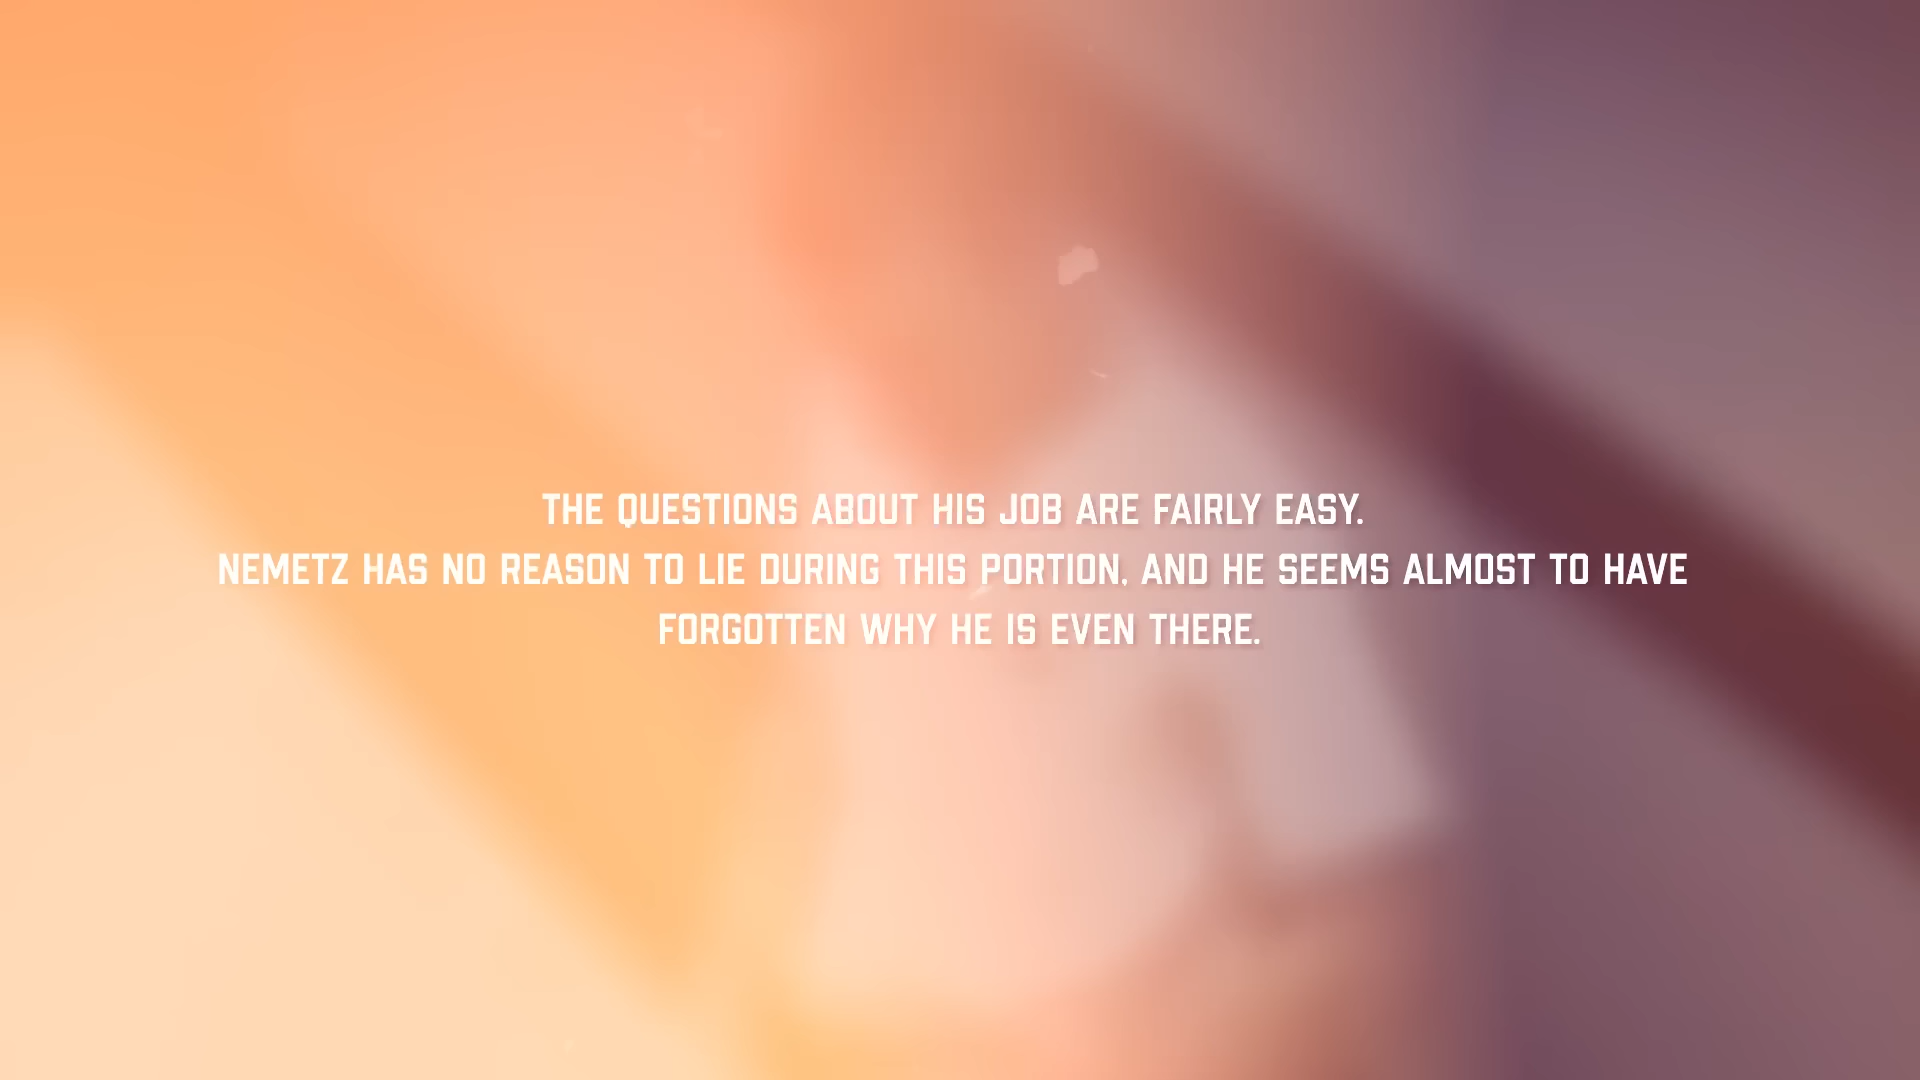 THE QUESTIONS ABOUT HIS JOB ARE FAIRLY EASY.
NEMETZ HAS NO REASON TO LIE DURING THIS PORTION, AND HE SEEMS ALMOST TO HAVE
FORGOTTEN WHY HE IS EVEN THERE.